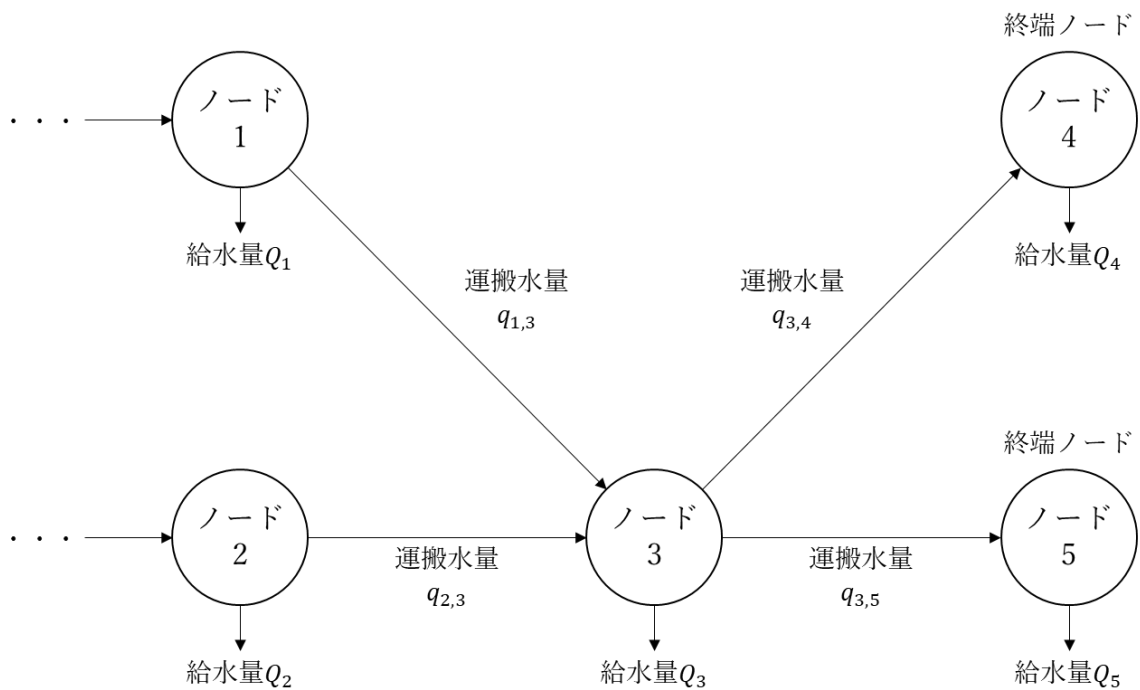 終端ノード
ノード
1
ノード
4
・・・
給水量Q₁
給水量Q₄
運搬水量
q₁,₃
運搬水量
q₃,₄
終端ノード
ノード
2
ノード
3
ノード
5
・・・
運搬水量
q₂,₃
運搬水量
q₃,₅
給水量Q₂
給水量Q₃
給水量Q₅